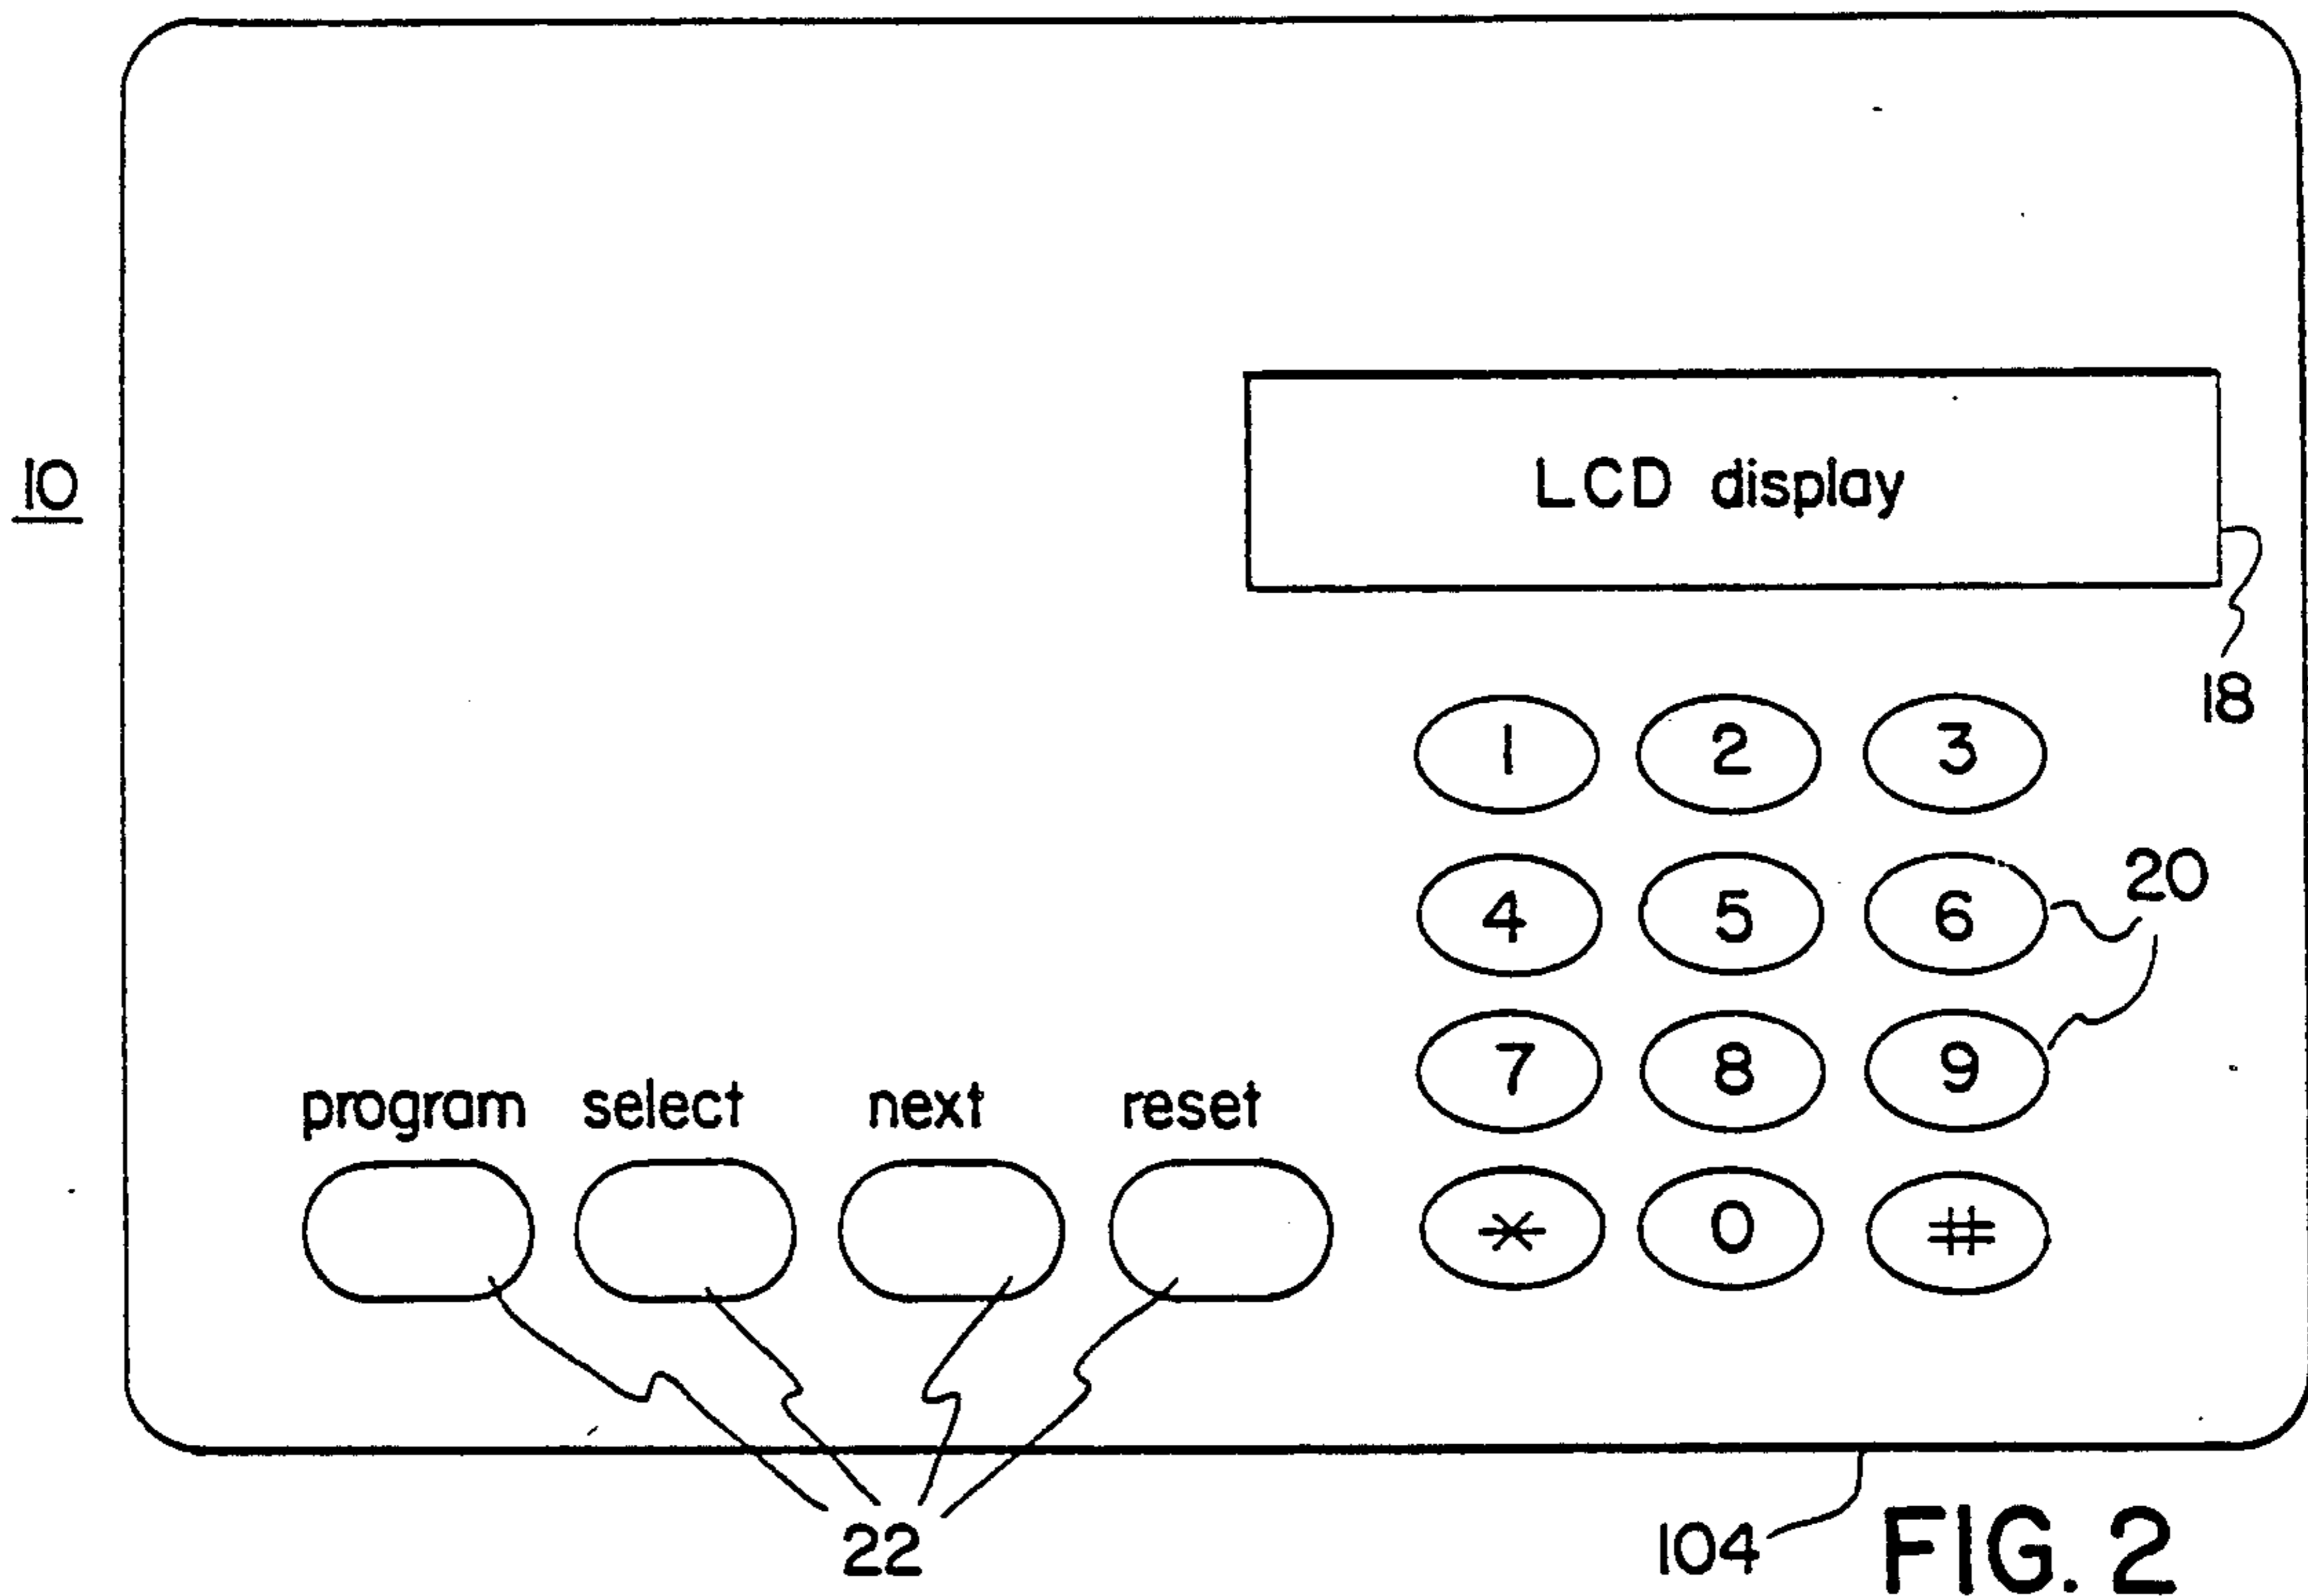 10
LCD display
18
1 2 3
4 5 6
20
7 8 9
program select next reset
* 0 #
22
104
FIG. 2